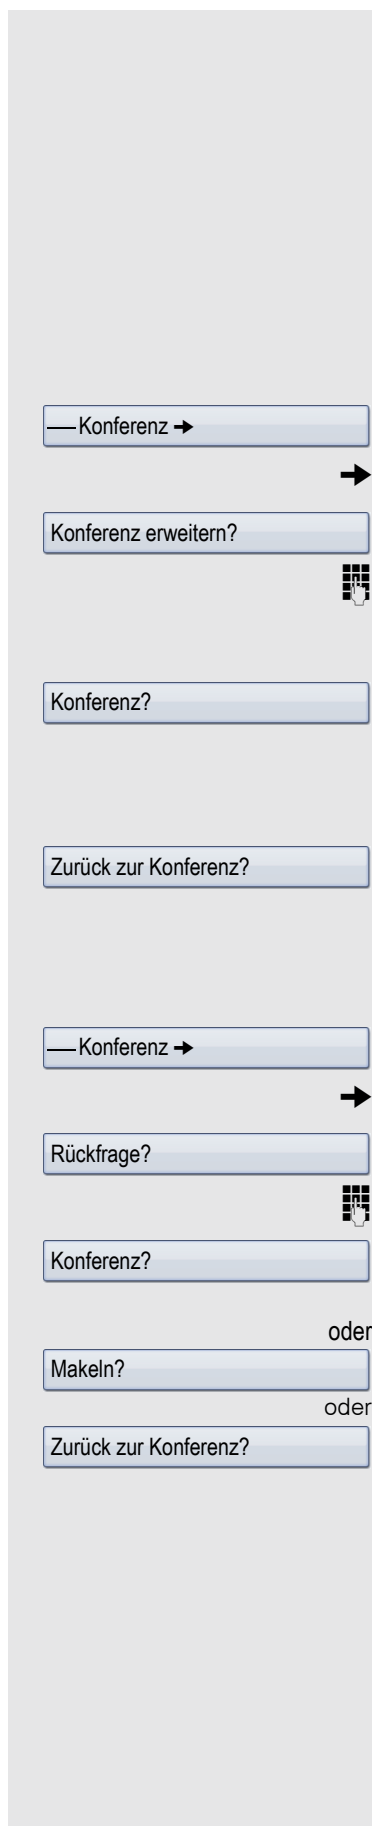 Konferenz →
→
Konferenz erweitern?
Konferenz?
Zurück zur Konferenz?
Konferenz →
→
Rückfrage?
Konferenz?
oder
Makeln?
oder
Zurück zur Konferenz?